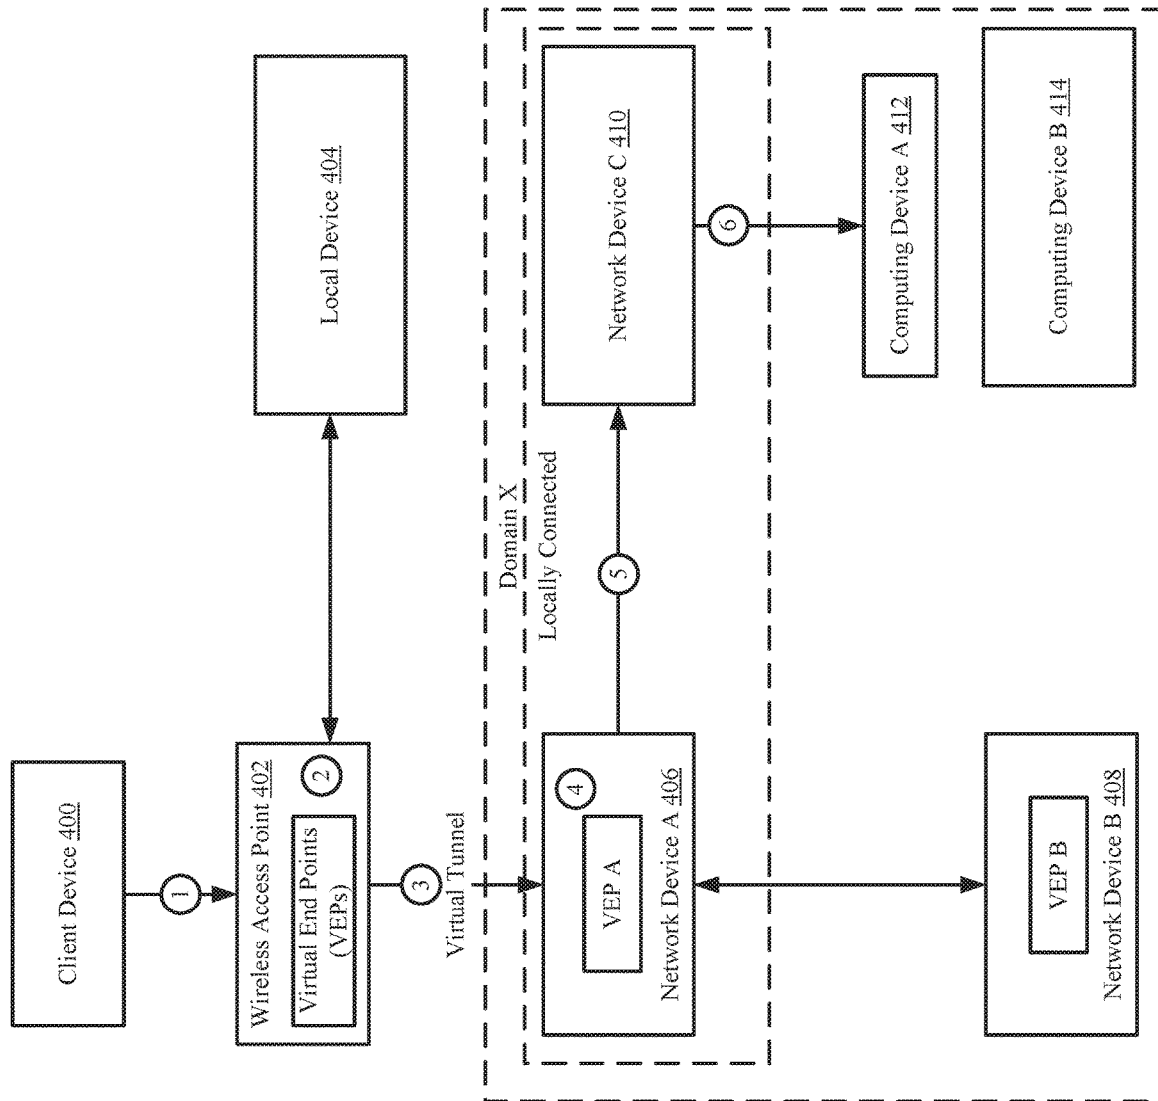 Client Device 400
1
Wireless Access Point 402
Virtual End Points
(VEPs)
2
Local Device 404
3
Virtual Tunnel
Domain X
Locally Connected
4
VEP A
Network Device A 406
5
Network Device C 410
6
Computing Device A 412
Computing Device B 414
VEP B
Network Device B 408